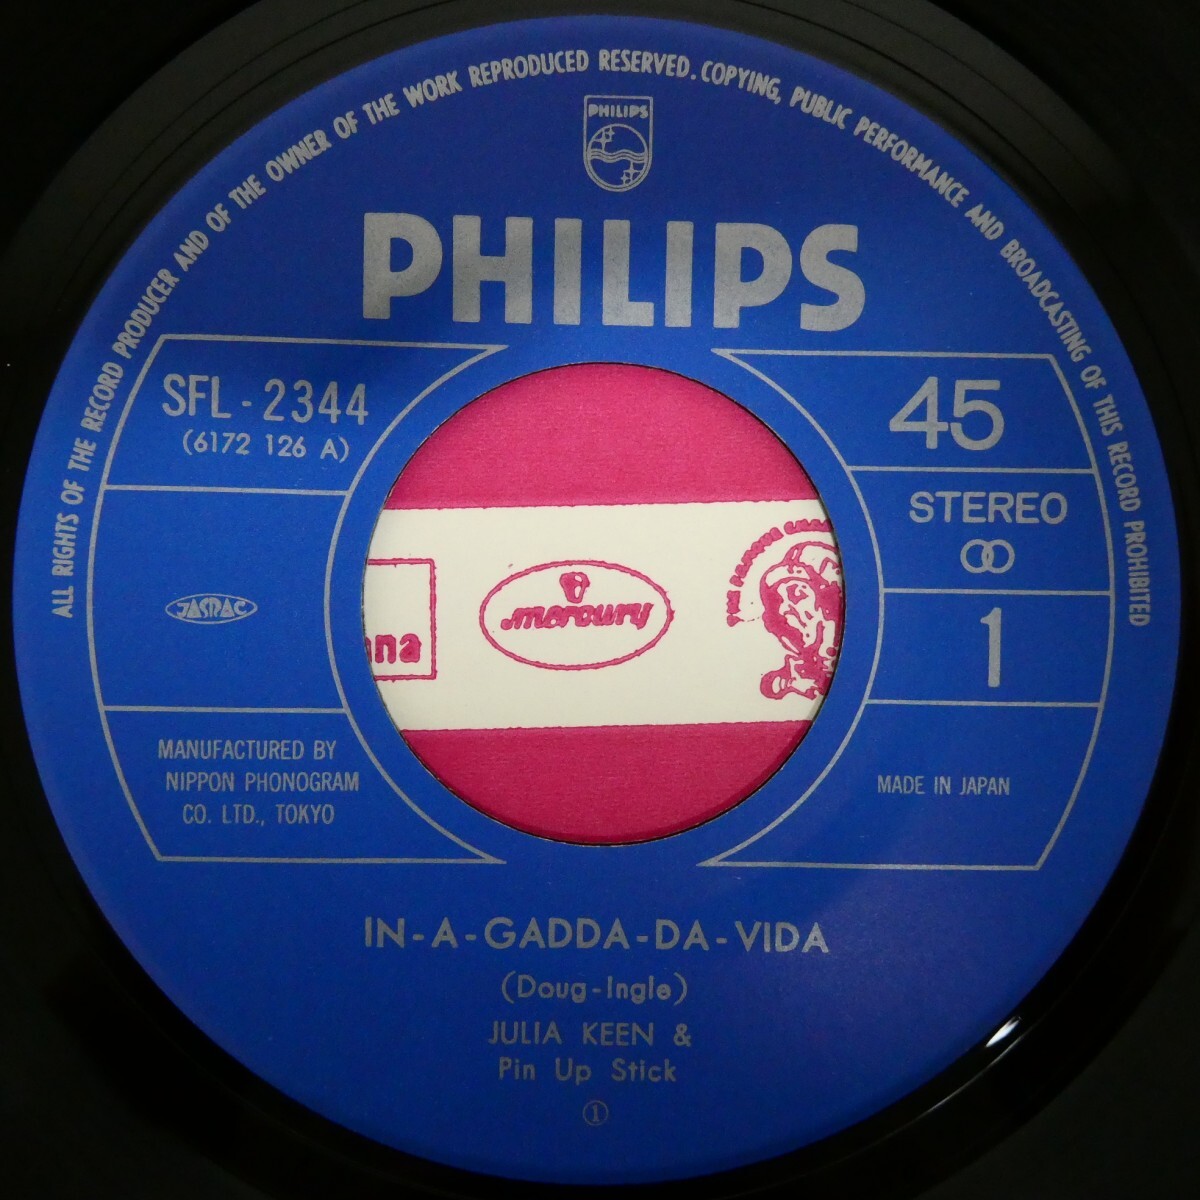 ALL RIGHTS OF THE RECORD PRODUCER AND OF THE OWNER OF THE WORK REPRODUCED RESERVED. COPYING, PUBLIC PERFORMANCE AND BROADCASTING OF THIS RECORD PROHIBITED
PHILIPS
PHILIPS
SFL-2344
(6172 126 A)
45
STEREO
1
JASRAC
mercury
na
THE FAMOUS
MANUFACTURED BY
NIPPON PHONOGRAM
CO. LTD., TOKYO
MADE IN JAPAN
IN-A-GADDA-DA-VIDA
(Doug-Ingle)
JULIA KEEN &
Pin Up Stick
①